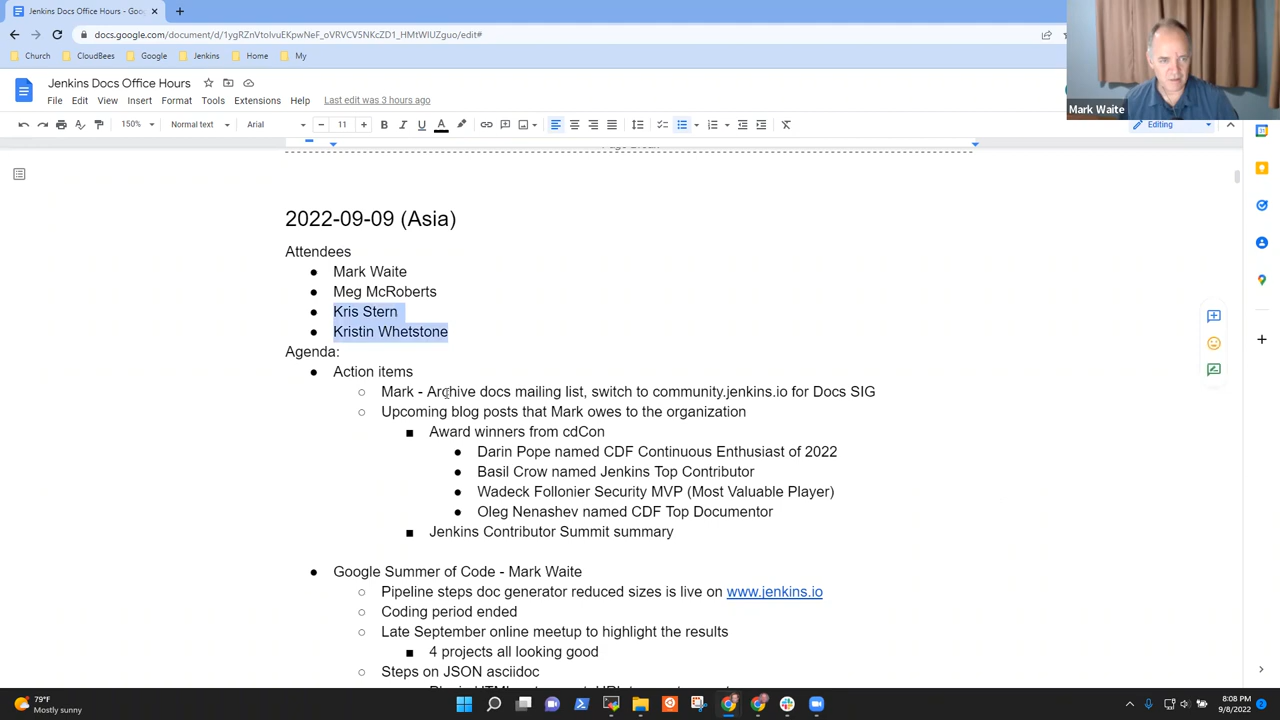 Jenkins Docs Office Hours - Goo
docs.google.com/document/d/1ygRZnVtoIvuEKpwNeF_oVRVCV5NKcZD1_HMtWIUZguo/edit#
Church CloudBees Google Jenkins Home My
Jenkins Docs Office Hours
File Edit View Insert Format Tools Extensions Help Last edit was 3 hours ago
150% Normal text Arial 11 Editing
Mark Waite
2022-09-09 (Asia)
Attendees
● Mark Waite
● Meg McRoberts
● Kris Stern
● Kristin Whetstone
Agenda:
● Action items
○ Mark - Archive docs mailing list, switch to community.jenkins.io for Docs SIG
○ Upcoming blog posts that Mark owes to the organization
■ Award winners from cdCon
● Darin Pope named CDF Continuous Enthusiast of 2022
● Basil Crow named Jenkins Top Contributor
● Wadeck Follonier Security MVP (Most Valuable Player)
● Oleg Nenashev named CDF Top Documentor
■ Jenkins Contributor Summit summary
● Google Summer of Code - Mark Waite
○ Pipeline steps doc generator reduced sizes is live on www.jenkins.io
○ Coding period ended
○ Late September online meetup to highlight the results
■ 4 projects all looking good
○ Steps on JSON asciidoc
79°F
Mostly sunny
8:08 PM
9/8/2022